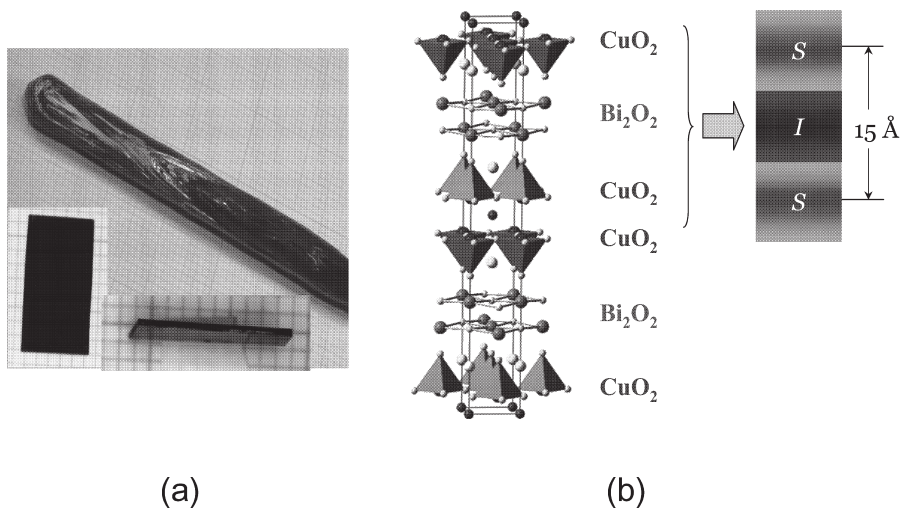 CuO₂
Bi₂O₂
CuO₂
CuO₂
Bi₂O₂
CuO₂
S
I
S
15 Å
(a)
(b)